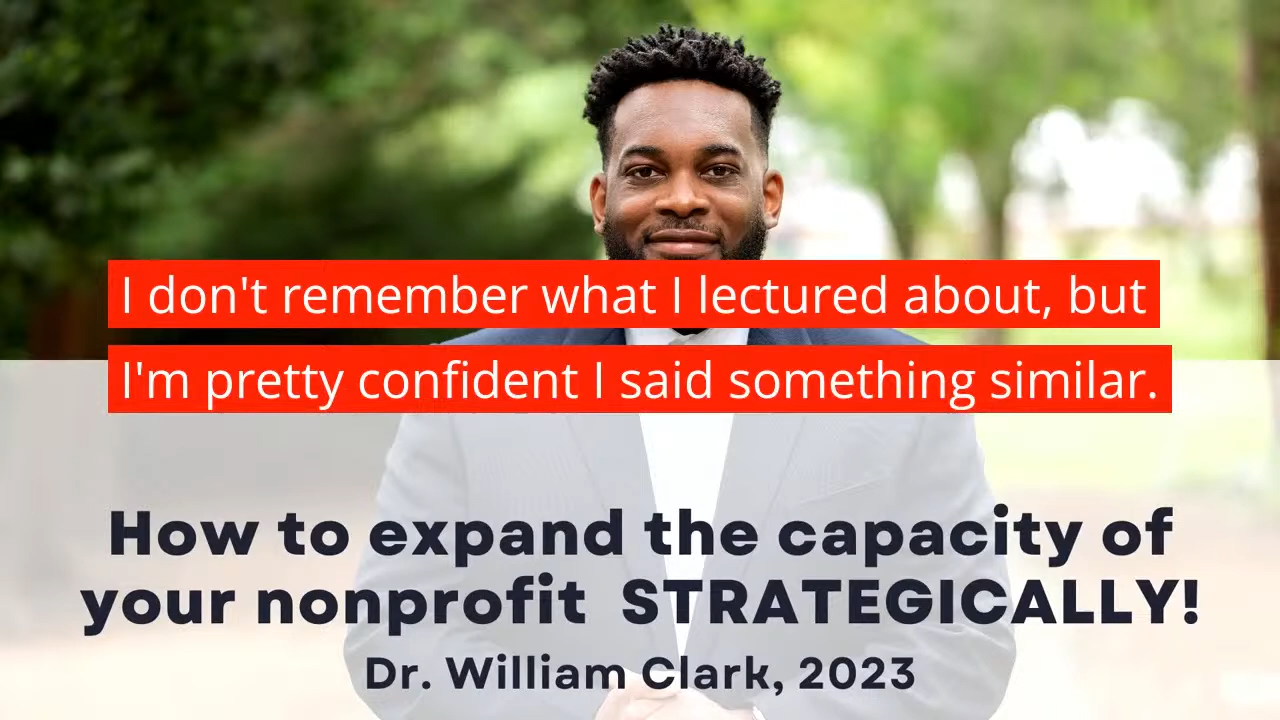 I don't remember what I lectured about, but
I'm pretty confident I said something similar.
How to expand the capacity of
your nonprofit STRATEGICALLY!
Dr. William Clark, 2023